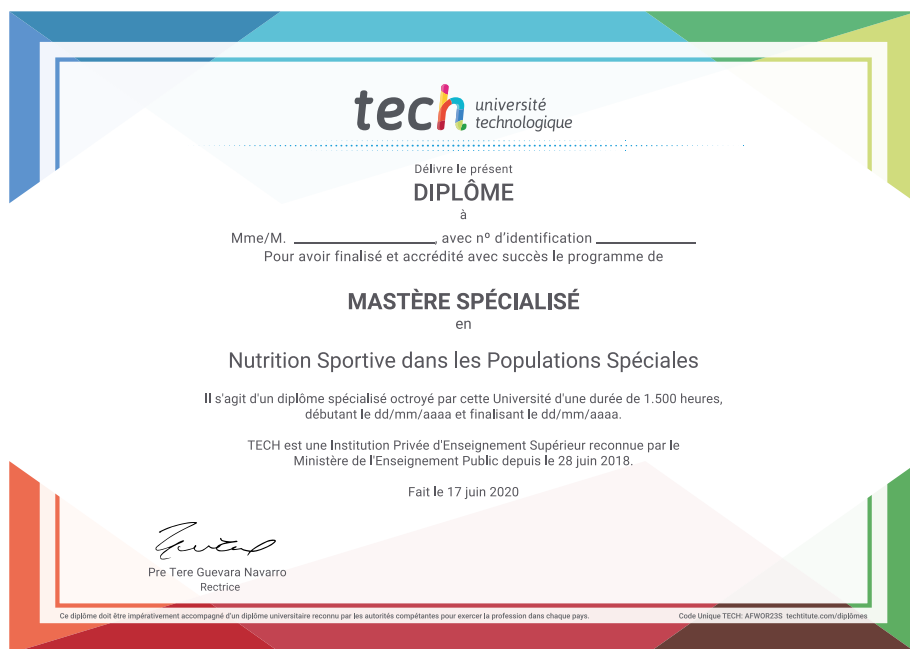 tech université
technologique
Délivre le présent
DIPLÔME
à
Mme/M. ____________, avec nº d'identification ____________
Pour avoir finalisé et accrédité avec succès le programme de
MASTÈRE SPÉCIALISÉ
en
Nutrition Sportive dans les Populations Spéciales
Il s'agit d'un diplôme spécialisé octroyé par cette Université d'une durée de 1.500 heures,
débutant le dd/mm/aaaa et finalisant le dd/mm/aaaa.
TECH est une Institution Privée d'Enseignement Supérieur reconnue par le
Ministère de l'Enseignement Public depuis le 28 juin 2018.
Fait le 17 juin 2020
Pre Tere Guevara Navarro
Rectrice
Ce diplôme doit être impérativement accompagné d'un diplôme universitaire reconnu par les autorités compétantes pour exercer la profession dans chaque pays.
Code Unique TECH: AFWOR23S techtitute.com/diplômes